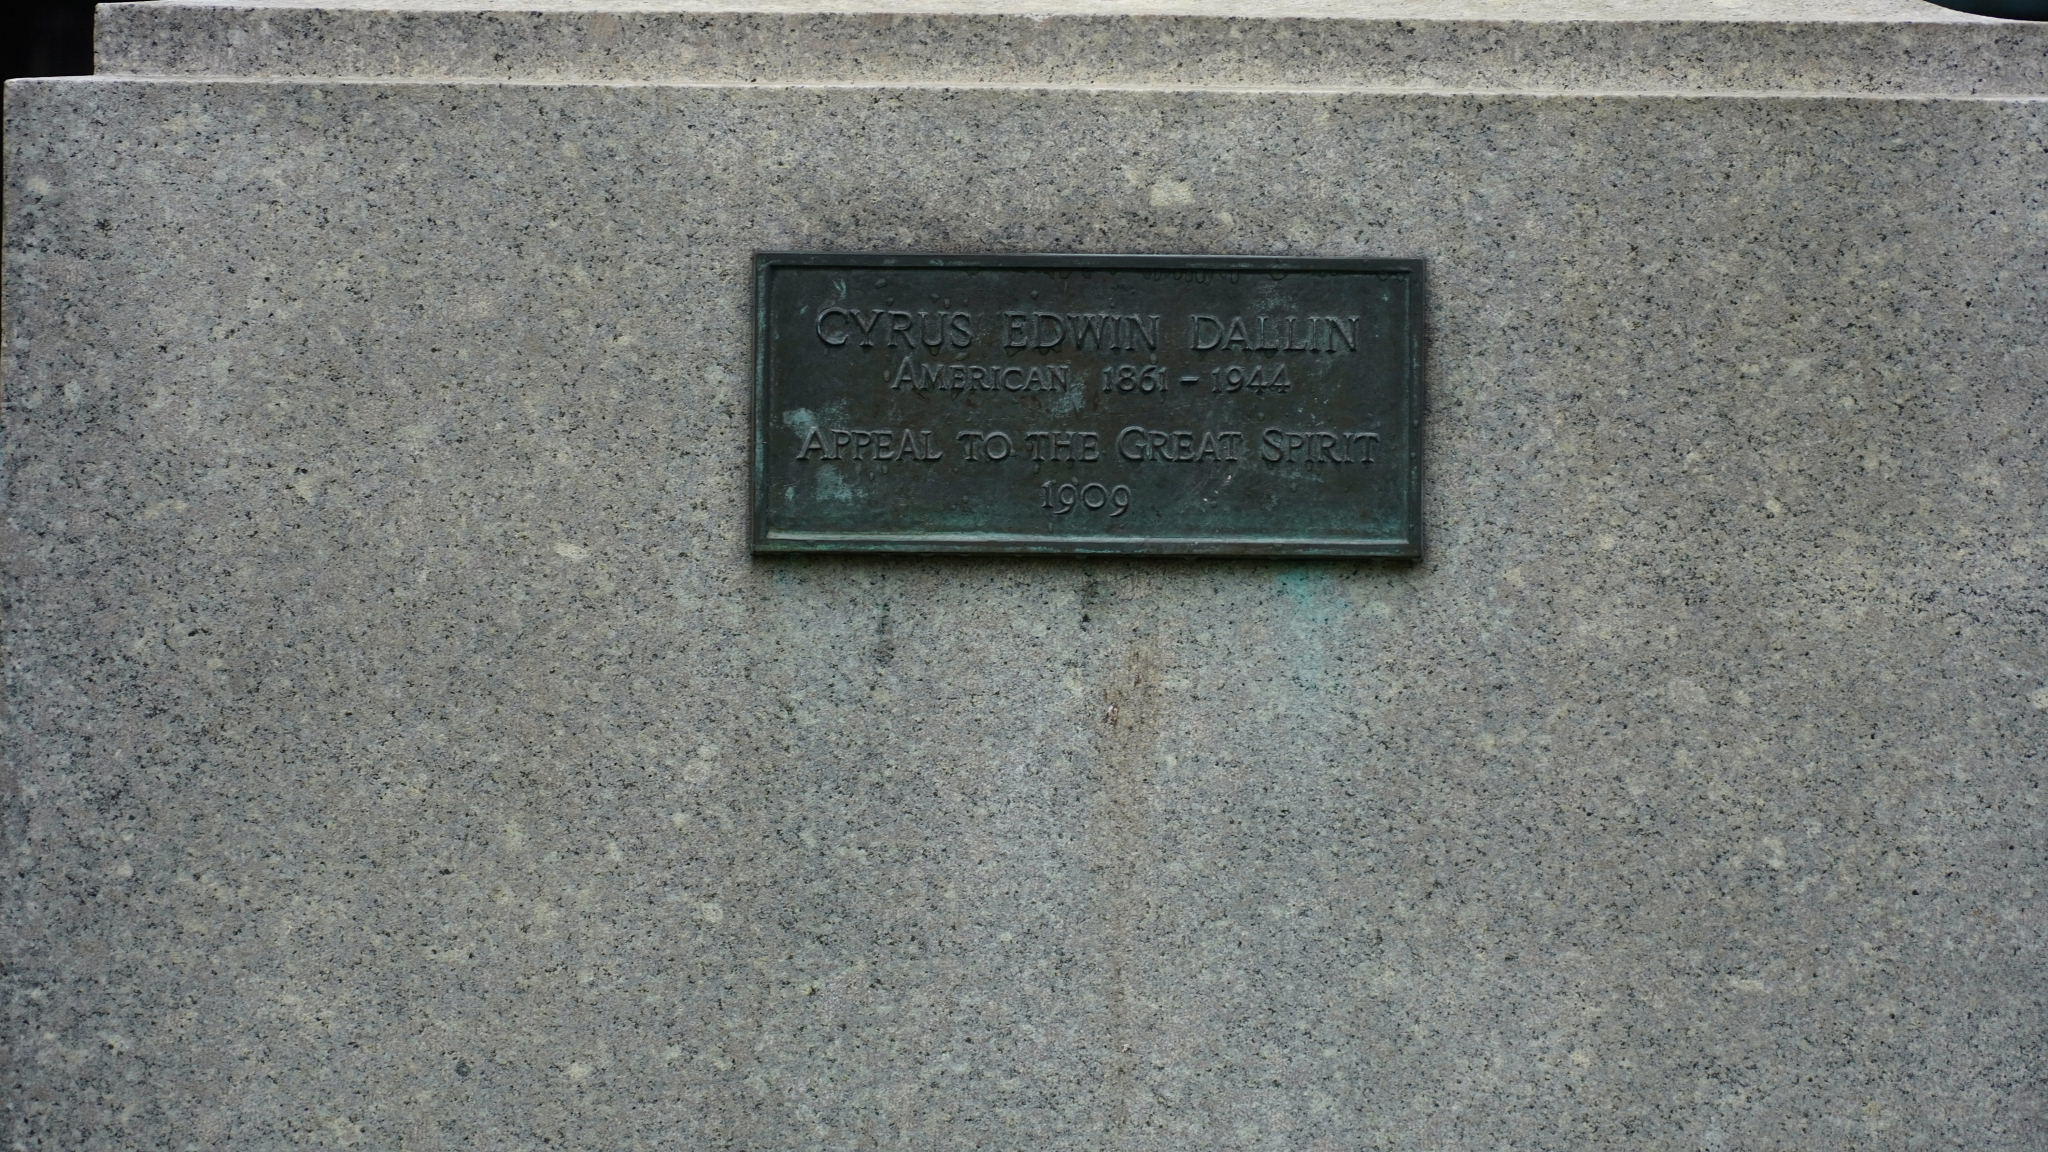 CYRUS EDWIN DALLIN
AMERICAN 1861 - 1944
APPEAL TO THE GREAT SPIRIT
1909